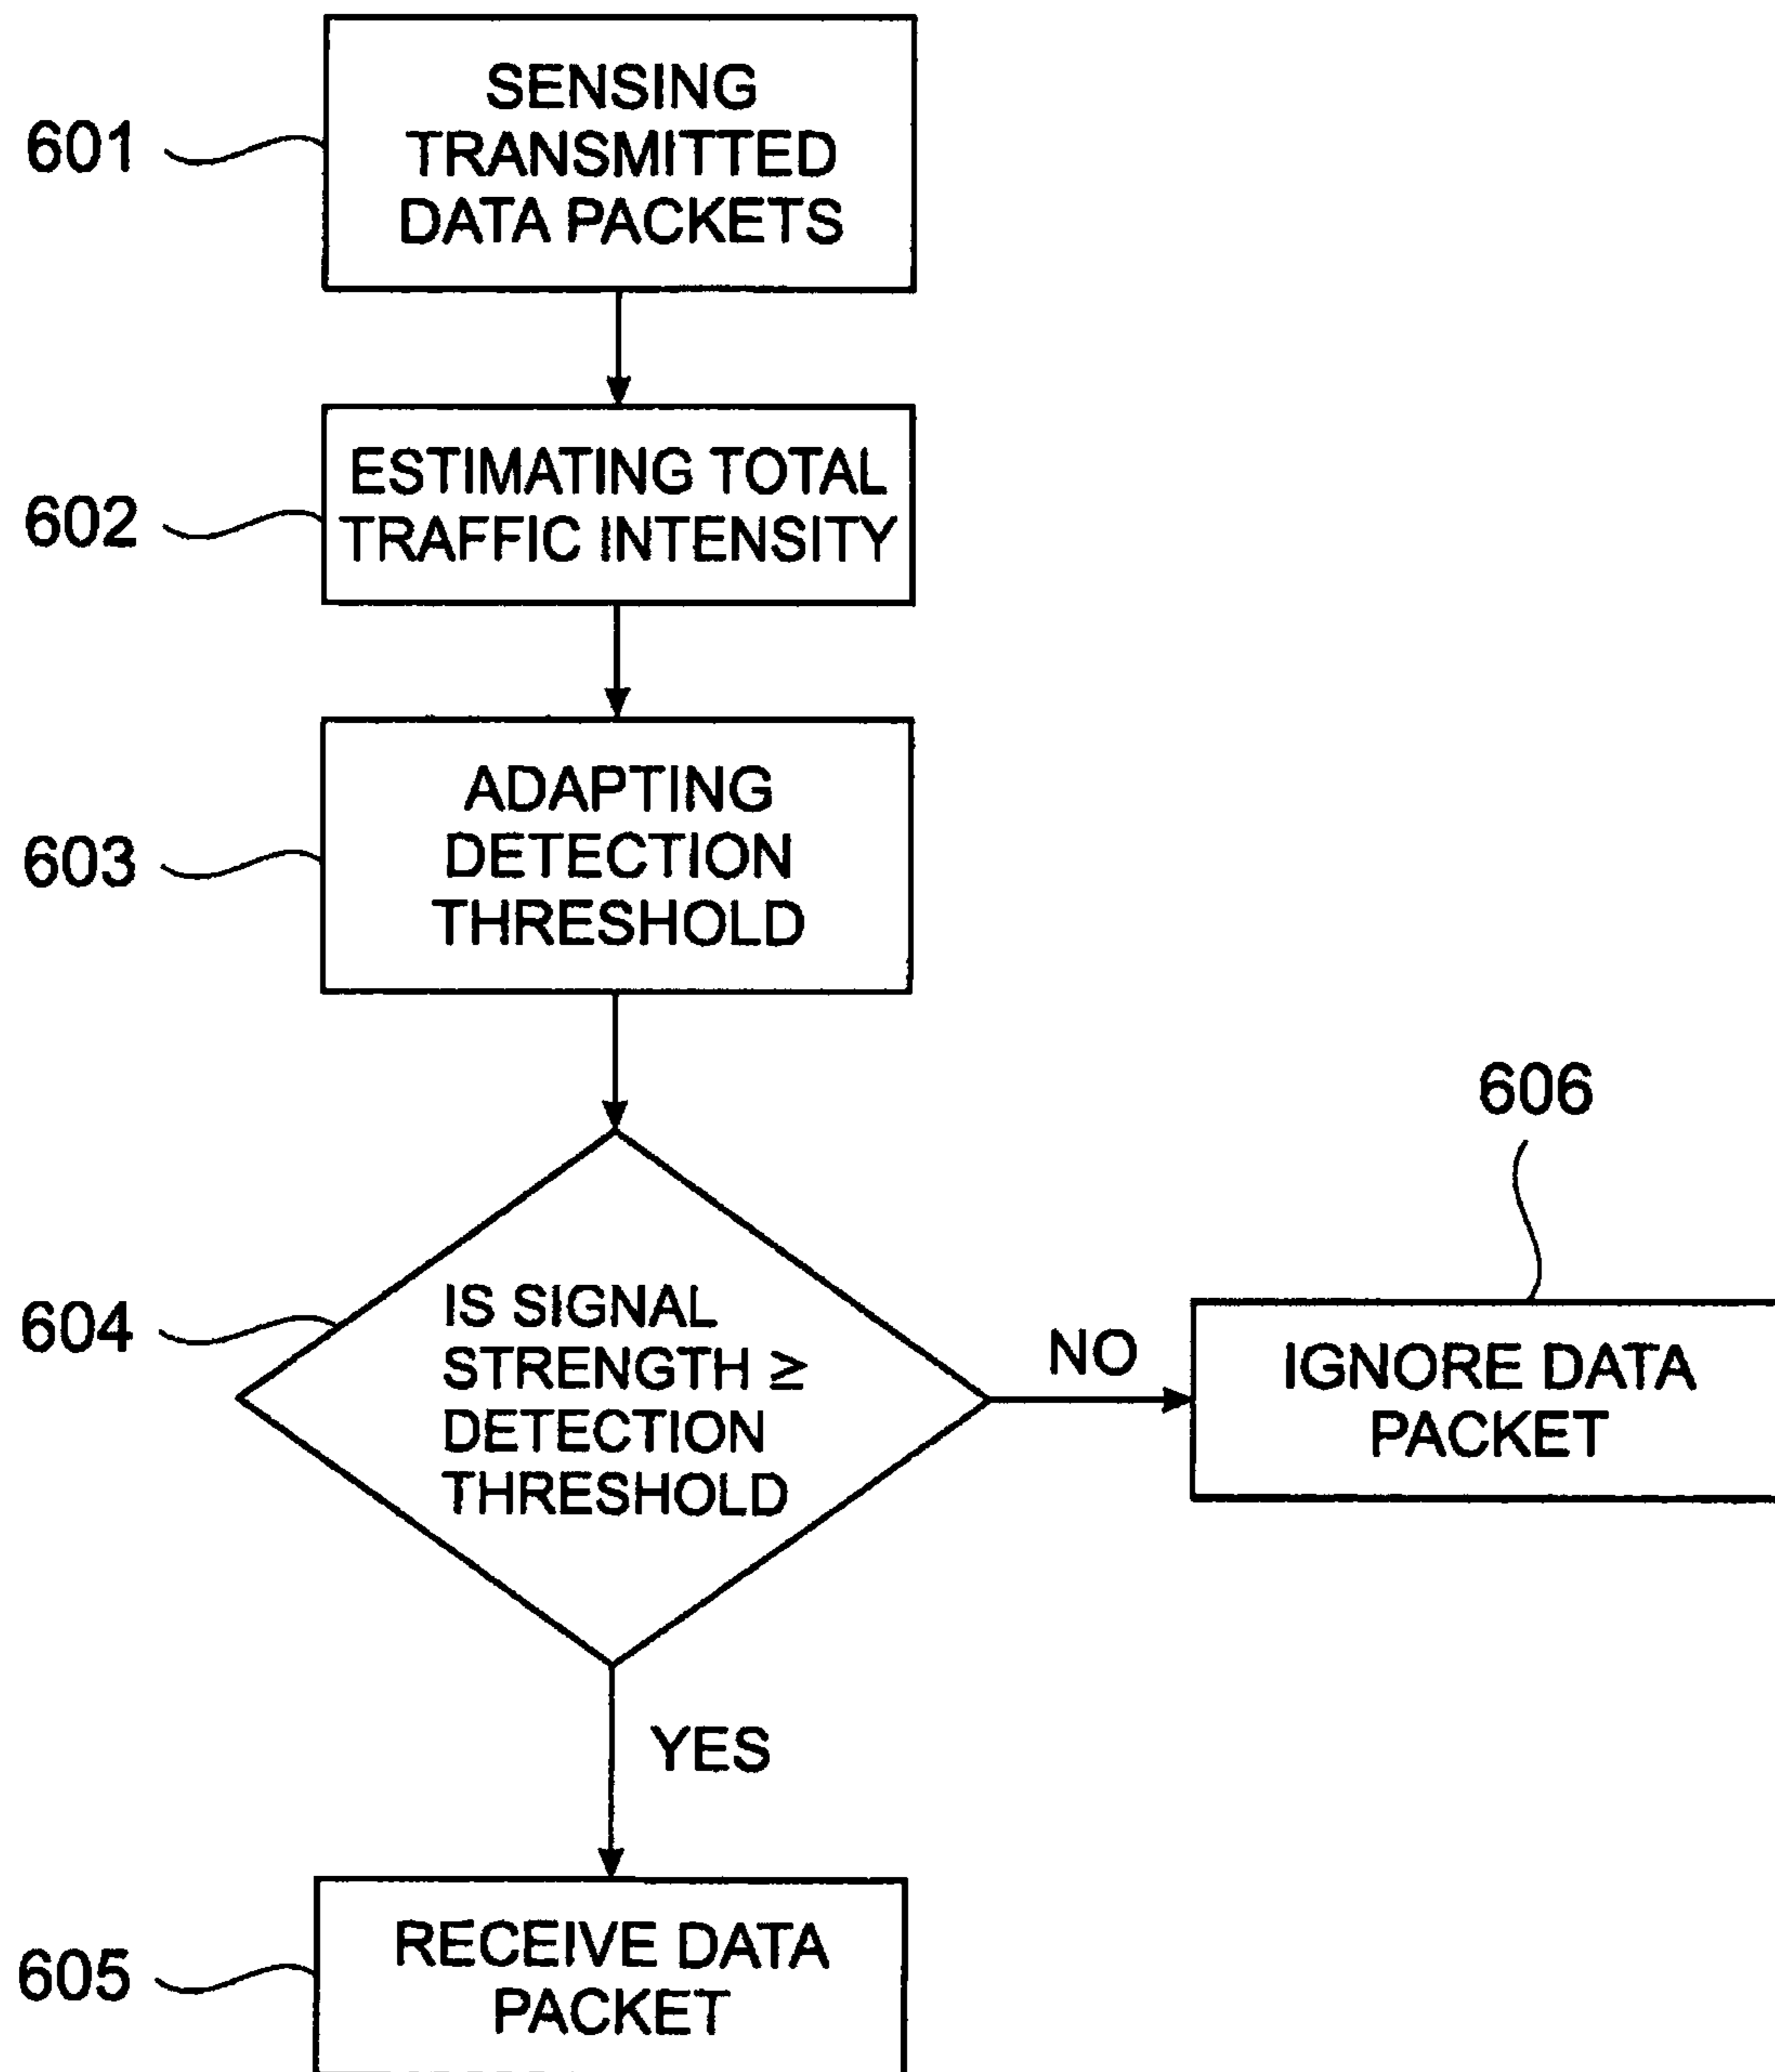 601
SENSING
TRANSMITTED
DATA PACKETS
602
ESTIMATING TOTAL
TRAFFIC INTENSITY
603
ADAPTING
DETECTION
THRESHOLD
604
IS SIGNAL
STRENGTH ≥
DETECTION
THRESHOLD
NO
606
IGNORE DATA
PACKET
YES
605
RECEIVE DATA
PACKET